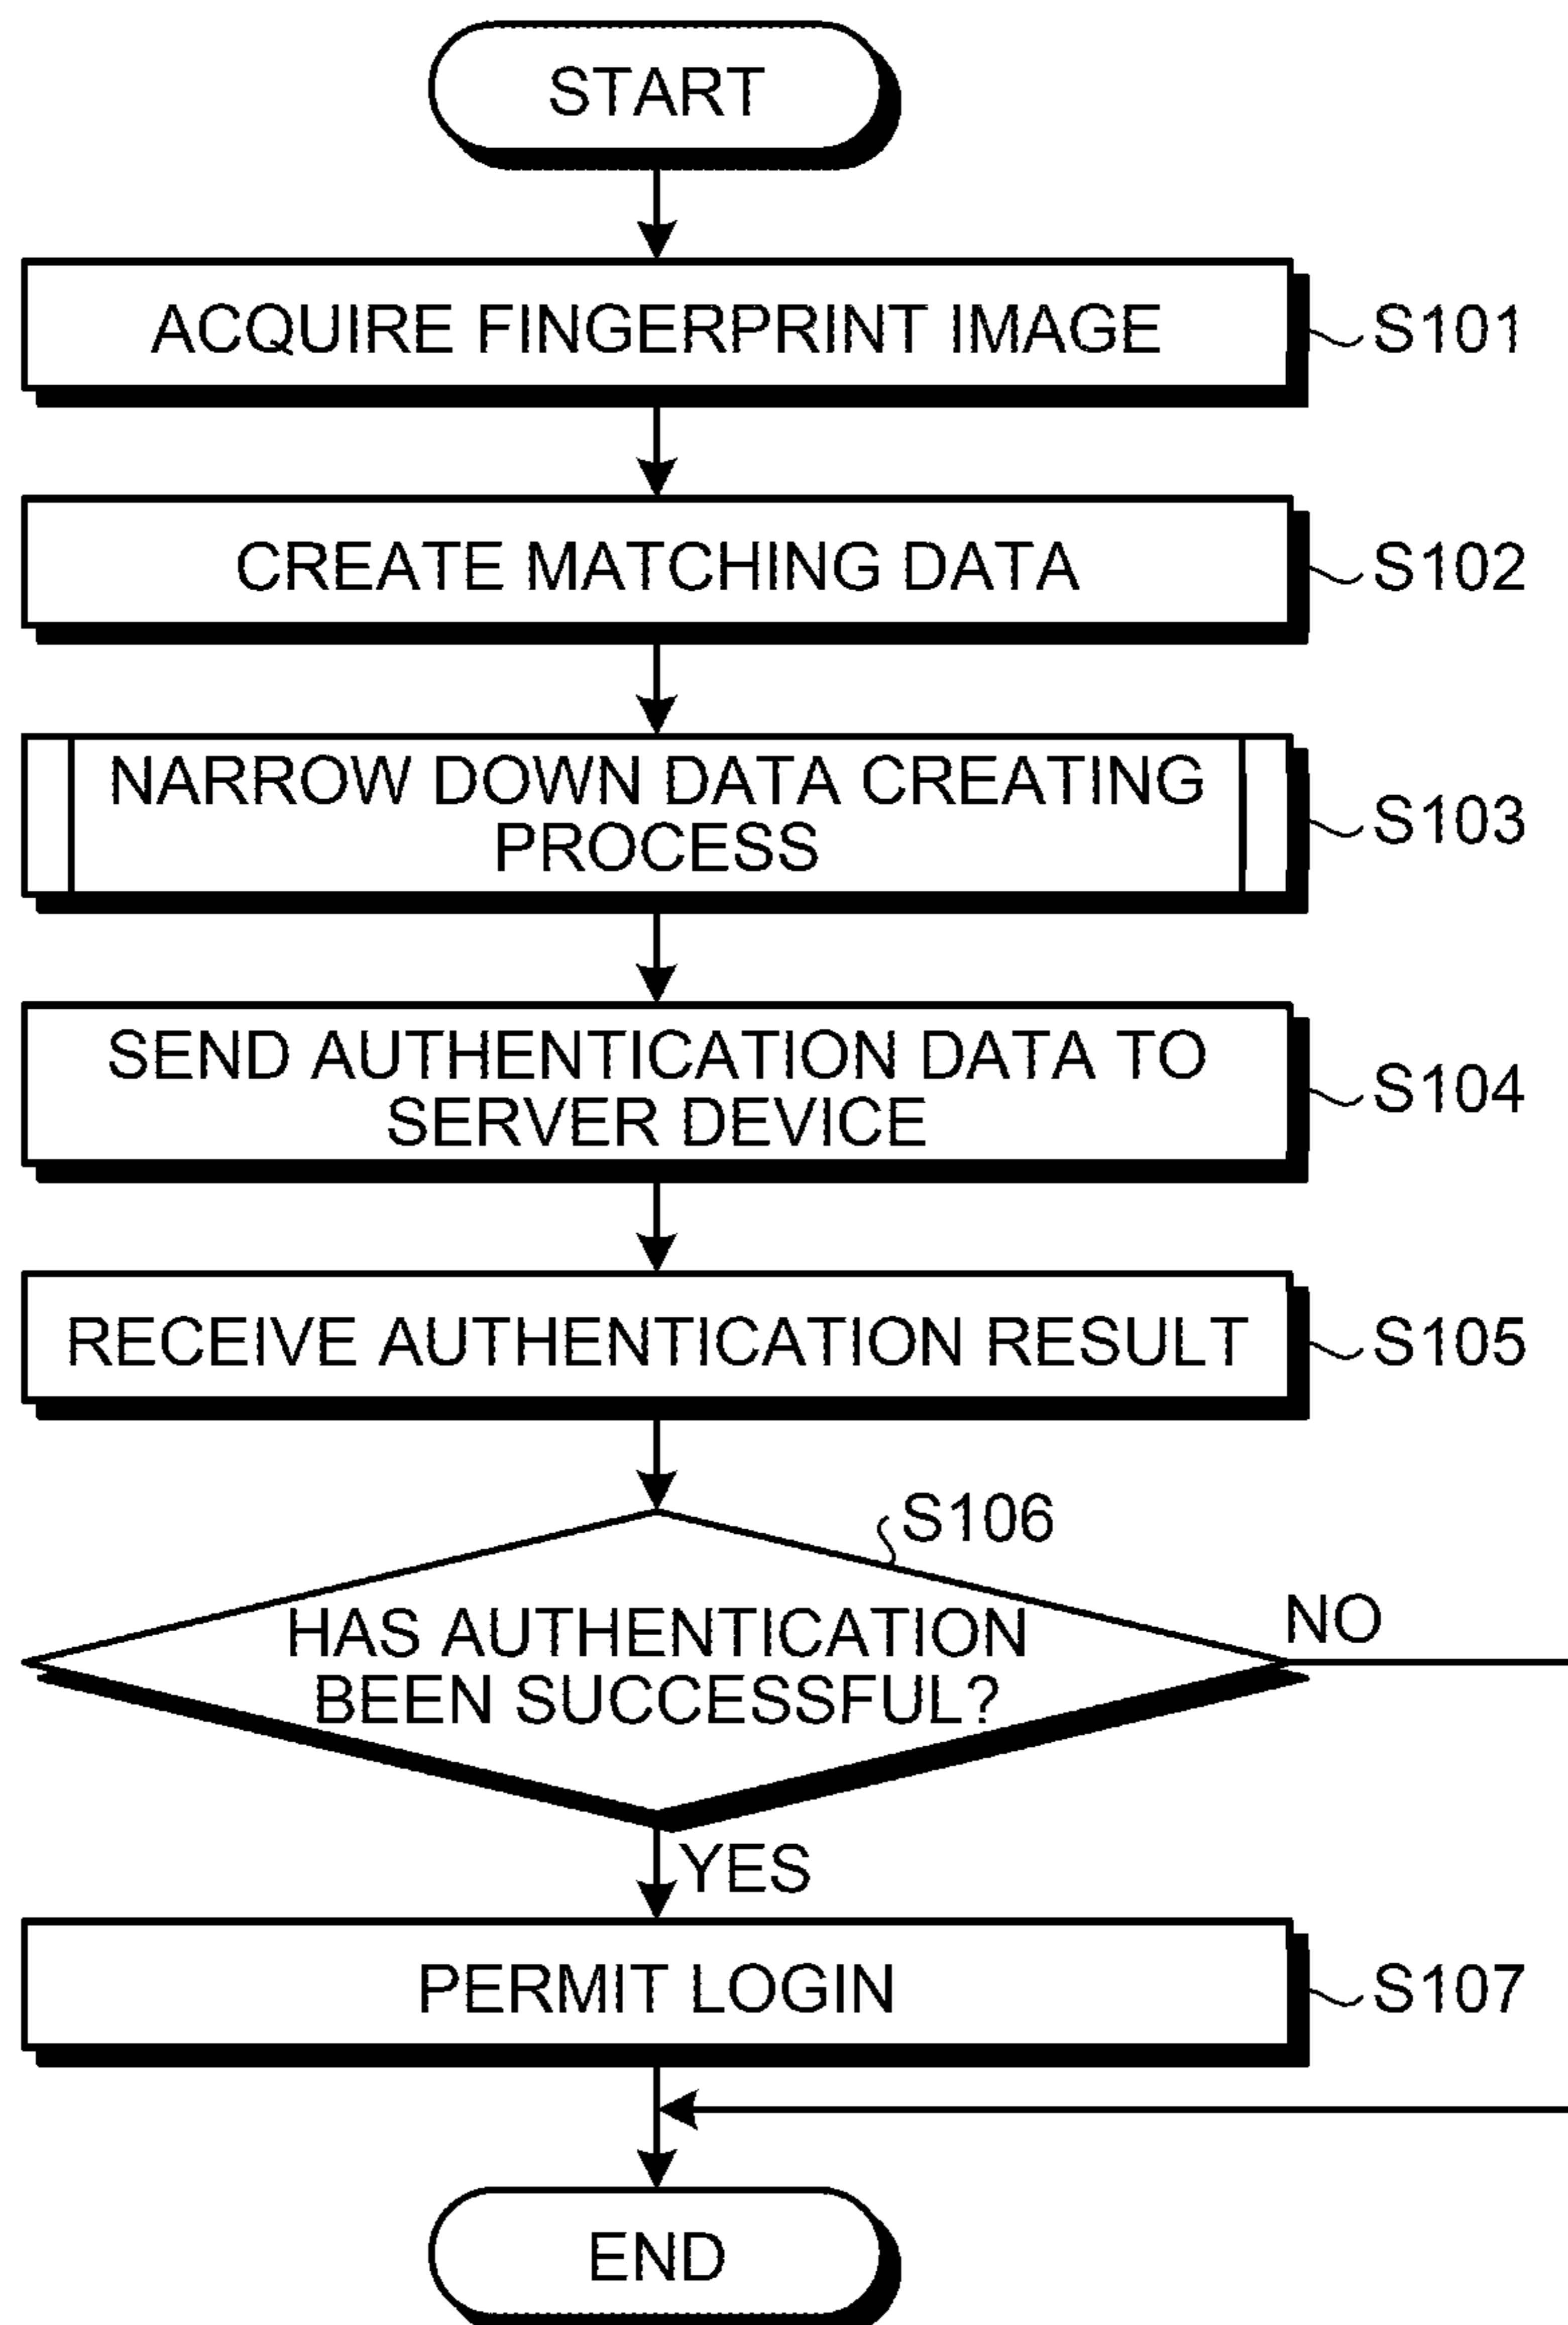 START
ACQUIRE FINGERPRINT IMAGE
S101
CREATE MATCHING DATA
S102
NARROW DOWN DATA CREATING
PROCESS
S103
SEND AUTHENTICATION DATA TO
SERVER DEVICE
S104
RECEIVE AUTHENTICATION RESULT
S105
S106
HAS AUTHENTICATION
BEEN SUCCESSFUL?
NO
YES
PERMIT LOGIN
S107
END